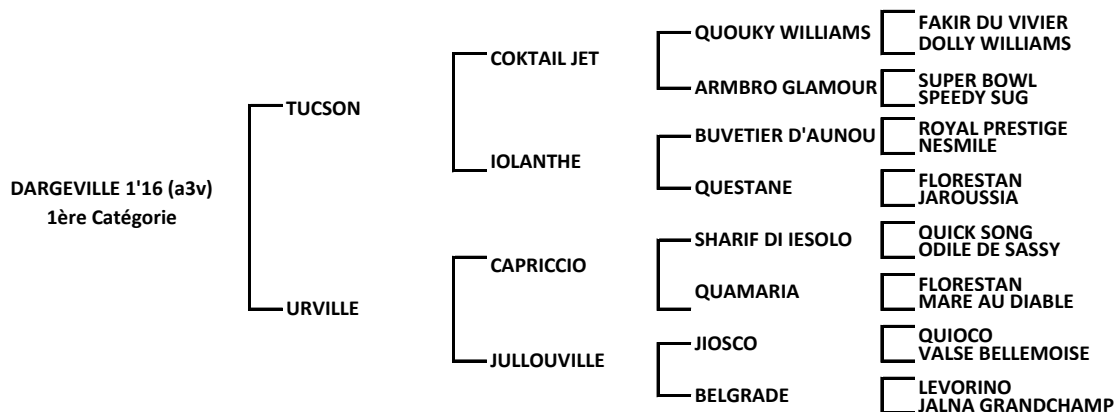 FAKIR DU VIVIER
QUOUKY WILLIAMS
DOLLY WILLIAMS
COKTAIL JET
ARMBRO GLAMOUR
SUPER BOWL
SPEEDY SUG
TUCSON
BUVETIER D'AUNOU
ROYAL PRESTIGE
NESMILE
IOLANTHE
QUESTANE
FLORESTAN
JAROUSSIA
DARGEVILLE 1'16 (a3v)
1ère Catégorie
SHARIF DI IESOLO
QUICK SONG
ODILE DE SASSY
CAPRICCIO
QUAMARIA
FLORESTAN
MARE AU DIABLE
URVILLE
JIOSCO
QUIOCO
VALSE BELLEMOISE
JULLOUVILLE
BELGRADE
LEVORINO
JALNA GRANDCHAMP